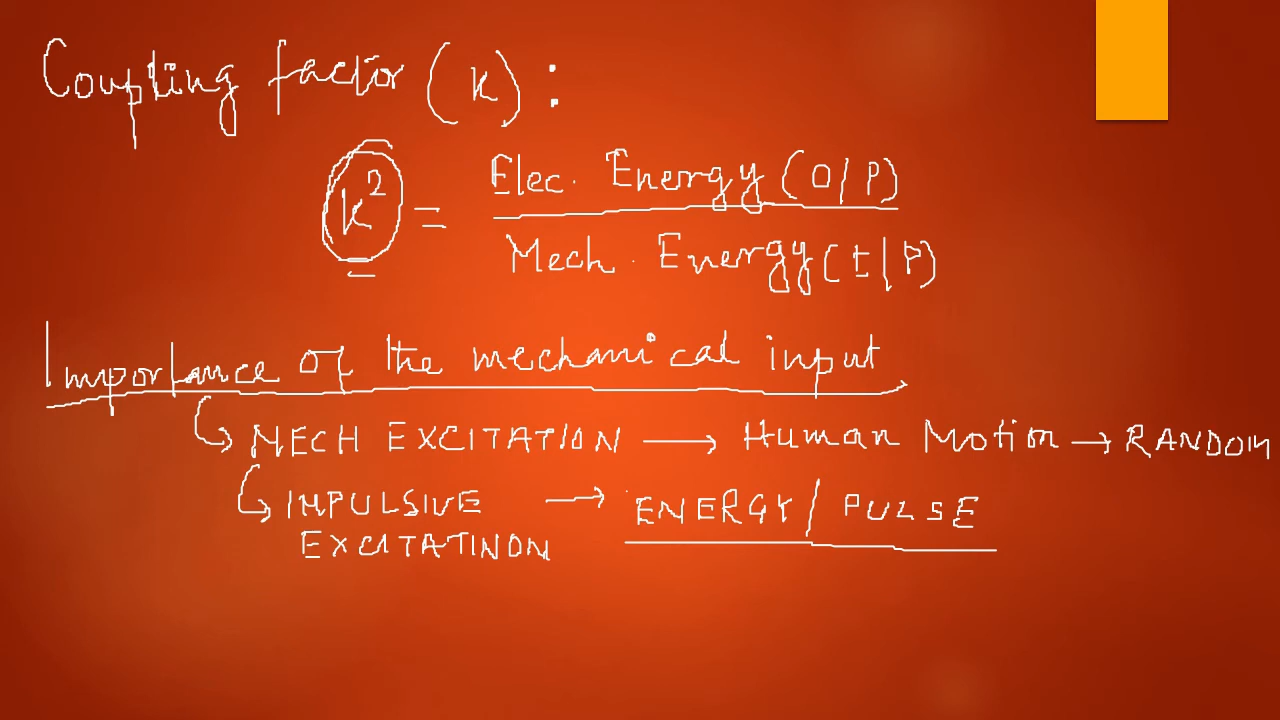 Coupling factor (k) :
k² = Elec. Energy (O/P)
Mech. Energy (I/P)
Importance of the mechanical input
↳ MECH EXCITATION → Human Motion → RANDOM
↳ IMPULSIVE → ENERGY / PULSE
EXCITATINON